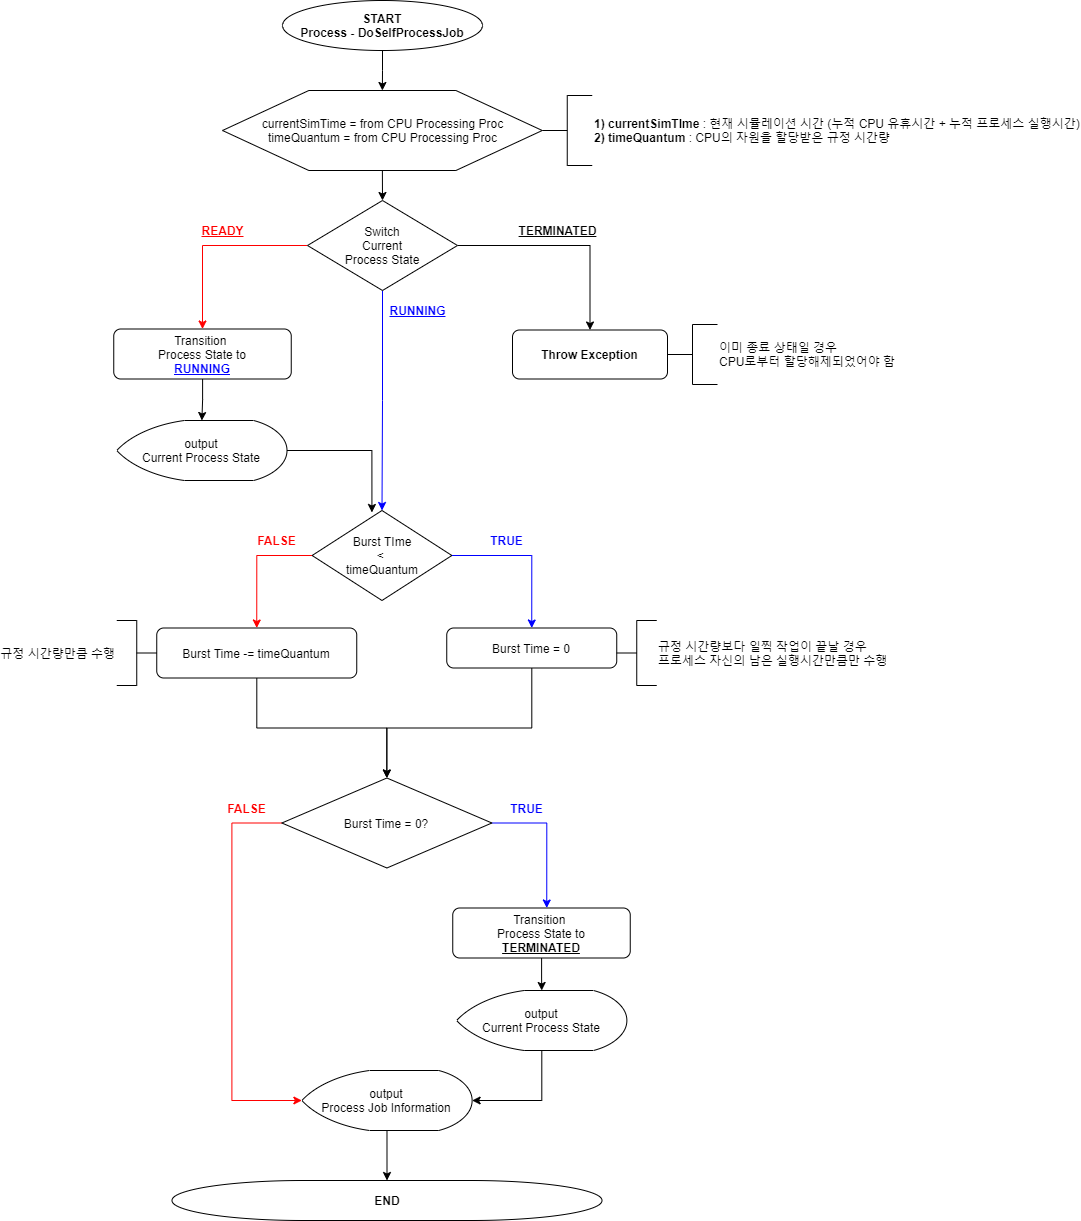 START
Process - DoSelfProcessJob
currentSimTime = from CPU Processing Proc
timeQuantum = from CPU Processing Proc
1) currentSimTIme : 현재 시뮬레이션 시간 (누적 CPU 유휴시간 + 누적 프로세스 실행시간)
2) timeQuantum : CPU의 자원을 할당받은 규정 시간량
READY
Switch
Current
Process State
TERMINATED
RUNNING
Transition
Process State to
RUNNING
Throw Exception
이미 종료 상태일 경우
CPU로부터 할당해제되었어야 함
output
Current Process State
FALSE
Burst TIme
<
timeQuantum
TRUE
규정 시간량만큼 수행
Burst Time -= timeQuantum
Burst Time = 0
규정 시간량보다 일찍 작업이 끝날 경우
프로세스 자신의 남은 실행시간만큼만 수행
FALSE
Burst Time = 0?
TRUE
Transition
Process State to
TERMINATED
output
Current Process State
output
Process Job Information
END